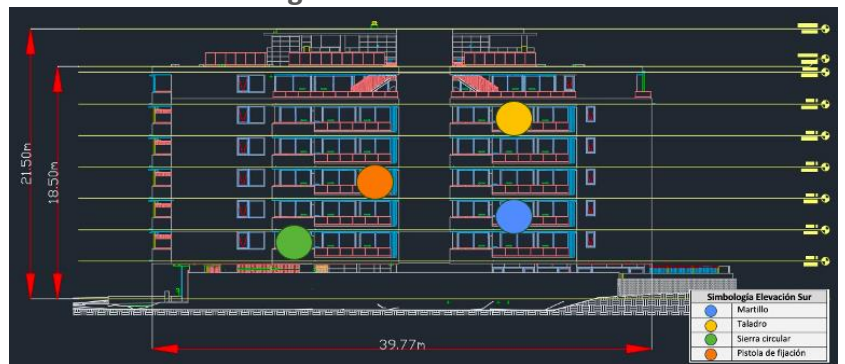 21.50m
18.50m
39.77m
Simbología Elevación Sur
Martillo
Taladro
Sierra circular
Pistola de fijación